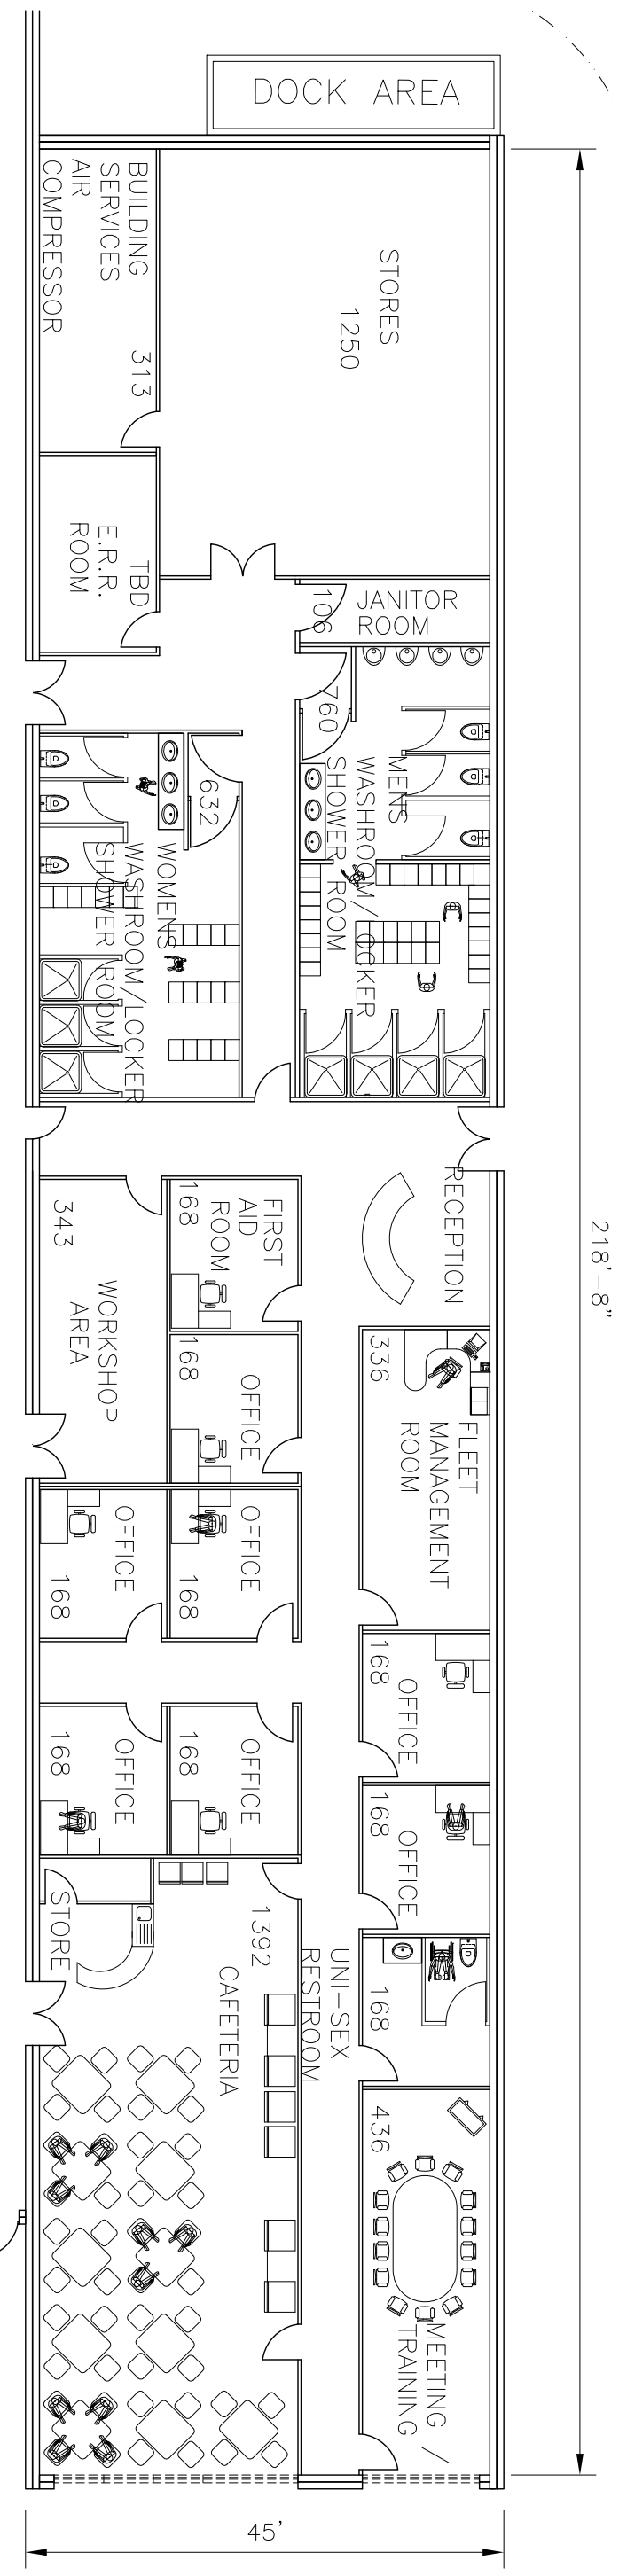 DOCK AREA
BUILDING
SERVICES
AIR
COMPRESSOR
313
STORES
1250
TBD
E.R.R.
ROOM
JANITOR
ROOM
106
760
MENS
WASHROOM/LOCKER
SHOWER ROOM
632
WOMENS
WASHROOM/LOCKER
SHOWER ROOM
RECEPTION
218'-8"
FIRST
AID
ROOM
168
343
WORKSHOP
AREA
336
FLEET
MANAGEMENT
ROOM
168
OFFICE
OFFICE
168
OFFICE
168
168
OFFICE
168
OFFICE
168
OFFICE
168
OFFICE
STORE
1392
CAFETERIA
UNI-SEX
RESTROOM
168
436
MEETING /
TRAINING
45'